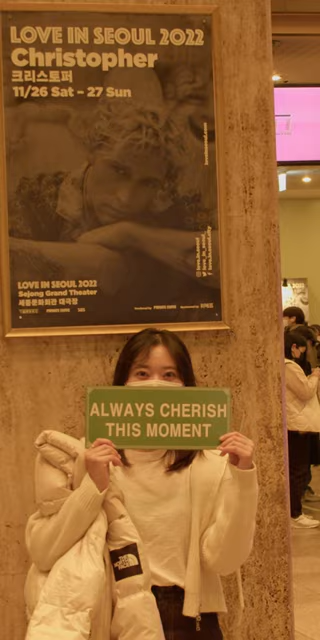 LOVE IN SEOUL 2022
Christopher
크리스토퍼
11/26 Sat - 27 Sun
LOVE IN SEOUL 2022
Sejong Grand Theater
세종문화회관 대극장
ALWAYS CHERISH
THIS MOMENT
THE
NORTH
FACE